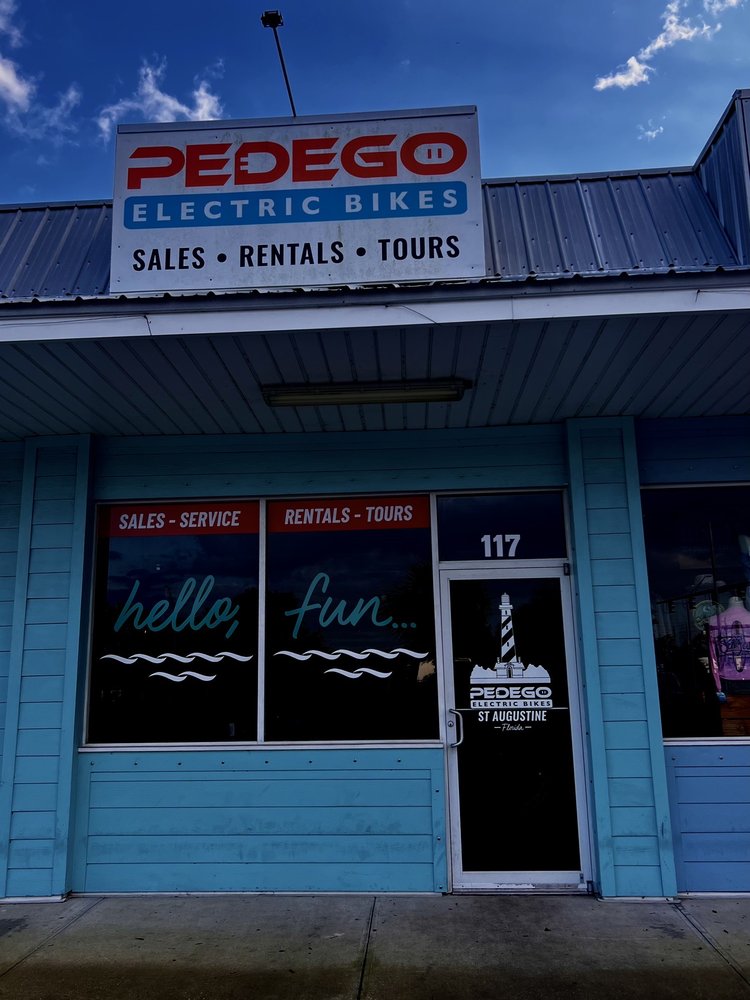 PEDEGO
ELECTRIC BIKES
SALES • RENTALS • TOURS
SALES - SERVICE
RENTALS - TOURS
117
hello,
fun...
PEDEGO
ELECTRIC BIKES
ST AUGUSTINE
- Florida -